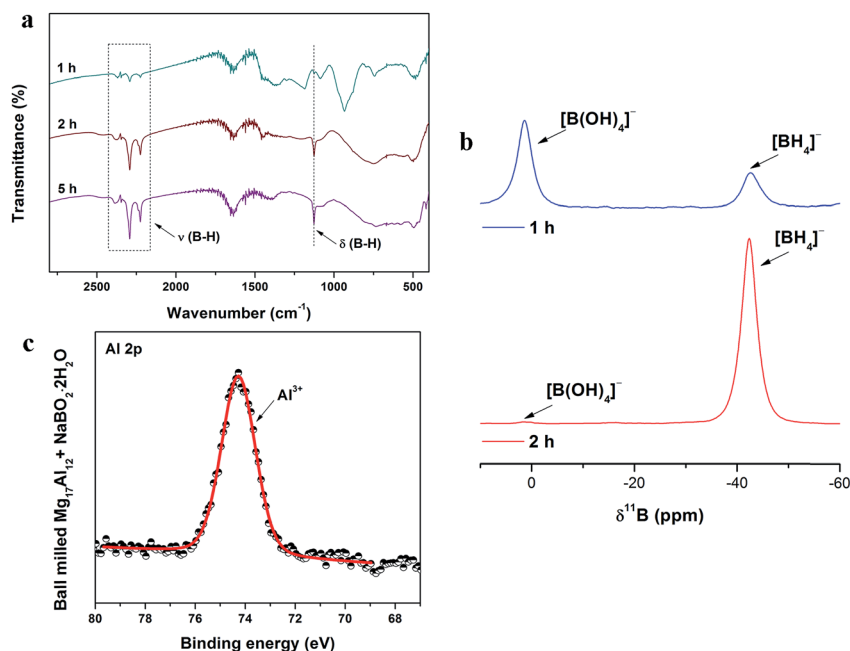 a
1 h
2 h
5 h
ν (B-H)
δ (B-H)
Transmittance (%)
2500 2000 1500 1000 500
Wavenumber (cm⁻¹)
b
[B(OH)₄]⁻
[BH₄]⁻
1 h
[BH₄]⁻
[B(OH)₄]⁻
2 h
0 -20 -40 -60
δ¹¹B (ppm)
c
Al 2p
Al³⁺
Ball milled Mg₁₇Al₁₂+ NaBO₂·2H₂O
80 78 76 74 72 70 68
Binding energy (eV)